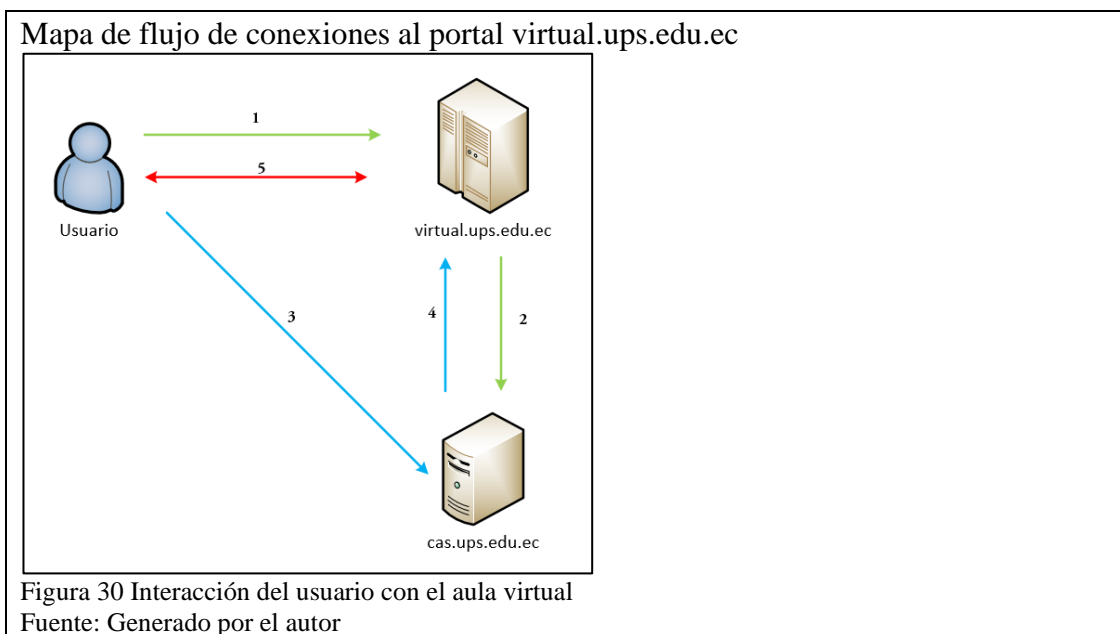 Mapa de flujo de conexiones al portal virtual.ups.edu.ec
1
5
Usuario
virtual.ups.edu.ec
3
4
2
cas.ups.edu.ec
Figura 30 Interacción del usuario con el aula virtual
Fuente: Generado por el autor